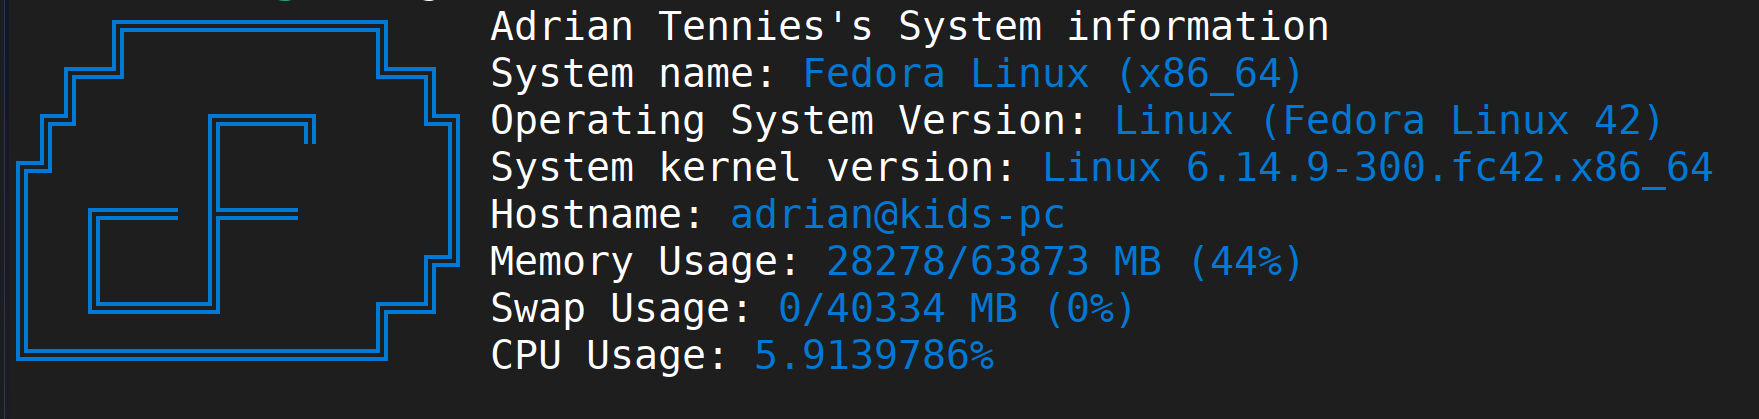 Adrian Tennies's System information
System name: Fedora Linux (x86_64)
Operating System Version: Linux (Fedora Linux 42)
System kernel version: Linux 6.14.9-300.fc42.x86_64
Hostname: adrian@kids-pc
Memory Usage: 28278/63873 MB (44%)
Swap Usage: 0/40334 MB (0%)
CPU Usage: 5.9139786%